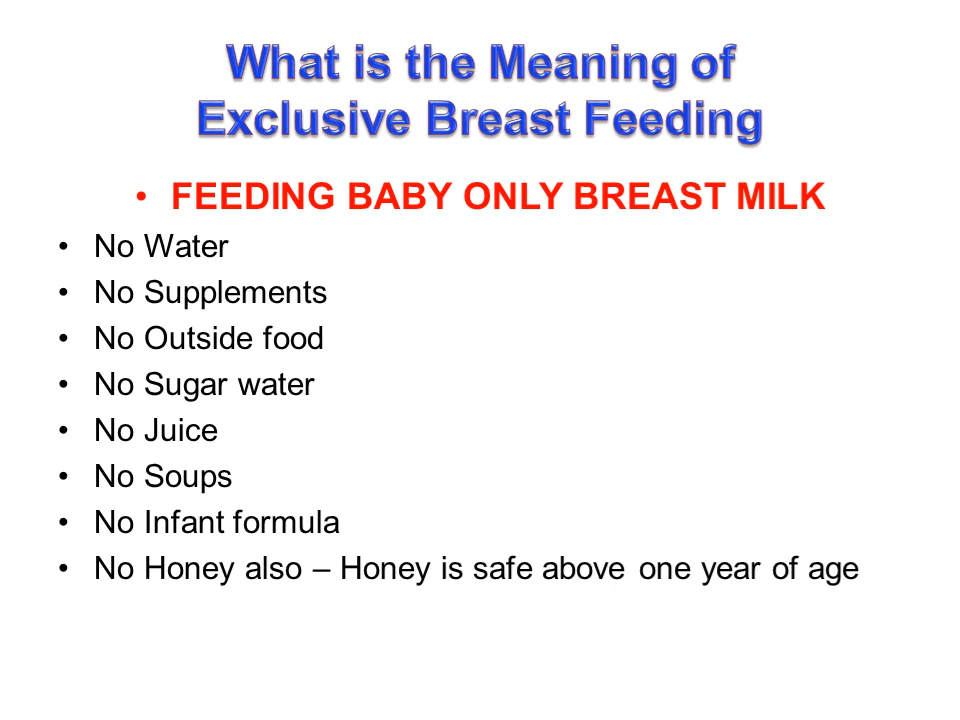 What is the Meaning of
Exclusive Breast Feeding
• FEEDING BABY ONLY BREAST MILK
• No Water
• No Supplements
• No Outside food
• No Sugar water
• No Juice
• No Soups
• No Infant formula
• No Honey also – Honey is safe above one year of age